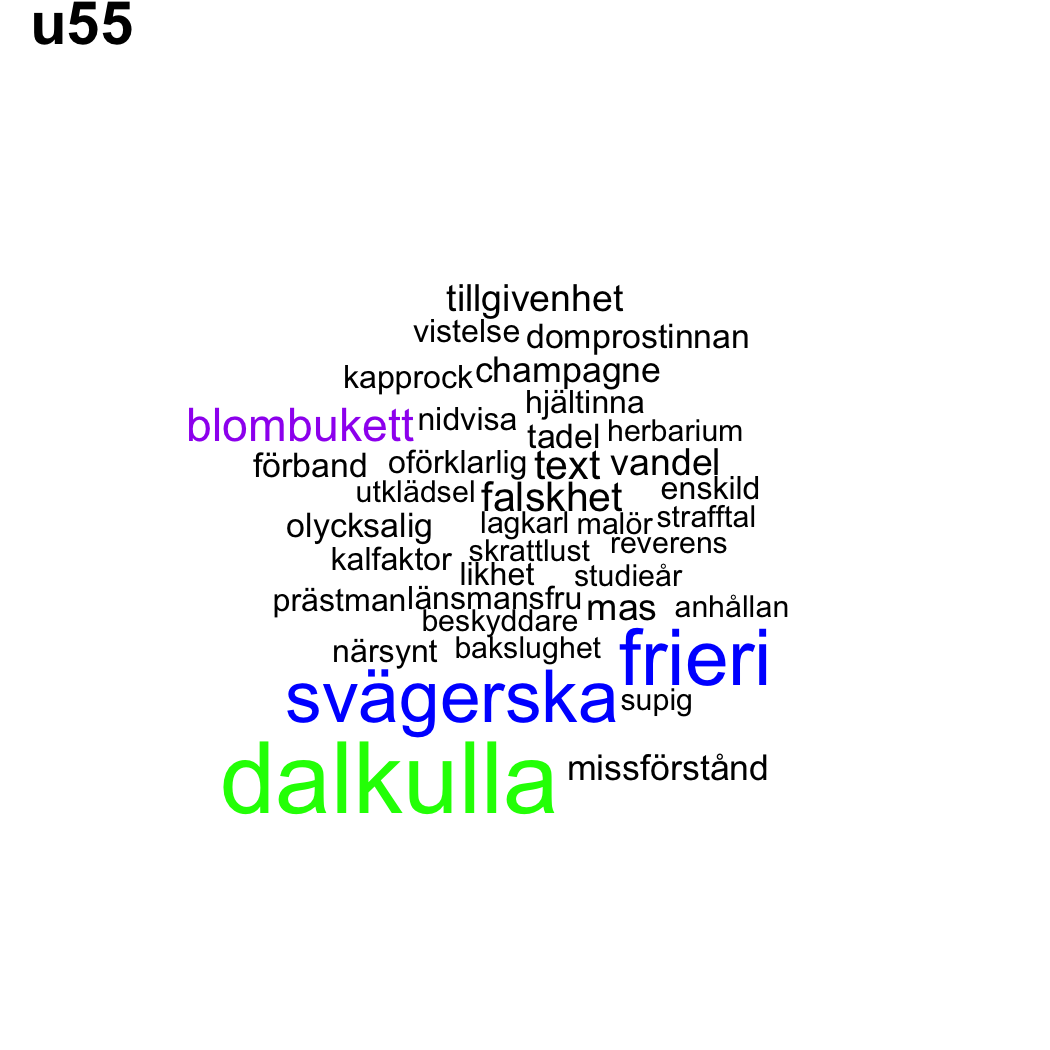 u55
tillgivenhet
vistelse domprostinnan
kapprock champagne
hjältinna
blombukett nidvisa
tadel herbarium
förband oförklarlig text vandel
utklädsel falskhet enskild
olycksalig lagkarl malör strafftal
kalfaktor skrattlust reverens
likhet studieår
prästman länsmansfru mas anhållan
beskyddare
närsynt bakslughet frieri
svägerska supig
dalkulla missförstånd